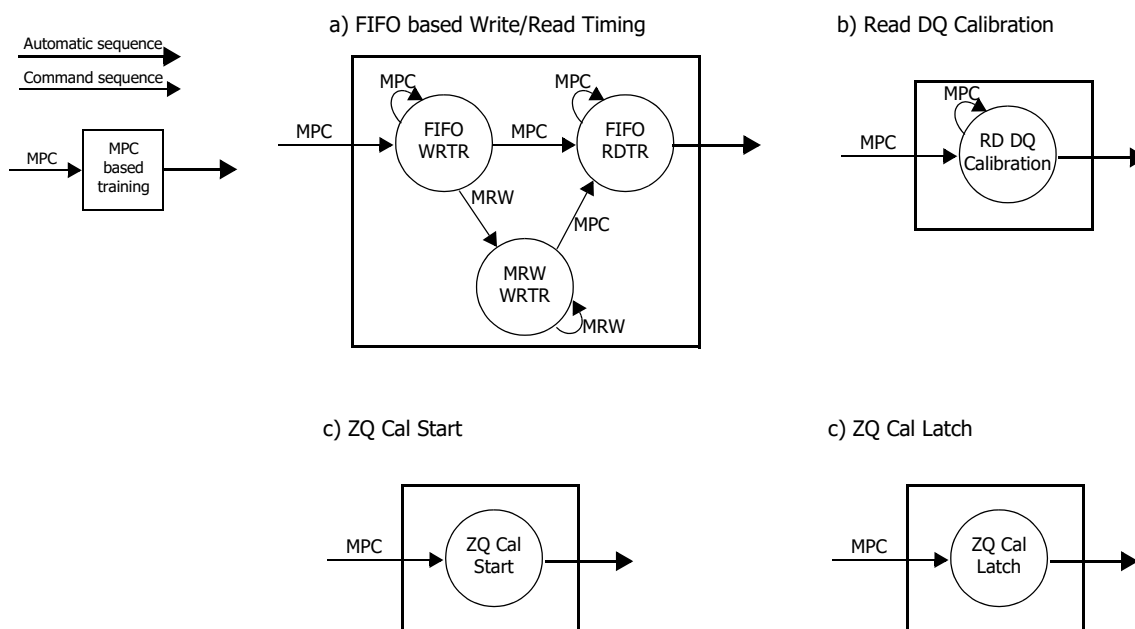 Automatic sequence
Command sequence
MPC
MPC
based
training
a) FIFO based Write/Read Timing
MPC
MPC
FIFO
WRTR
MPC
MPC
FIFO
RDTR
MRW
MPC
MRW
WRTR
MRW
b) Read DQ Calibration
MPC
MPC
RD DQ
Calibration
c) ZQ Cal Start
MPC
ZQ Cal
Start
c) ZQ Cal Latch
MPC
ZQ Cal
Latch